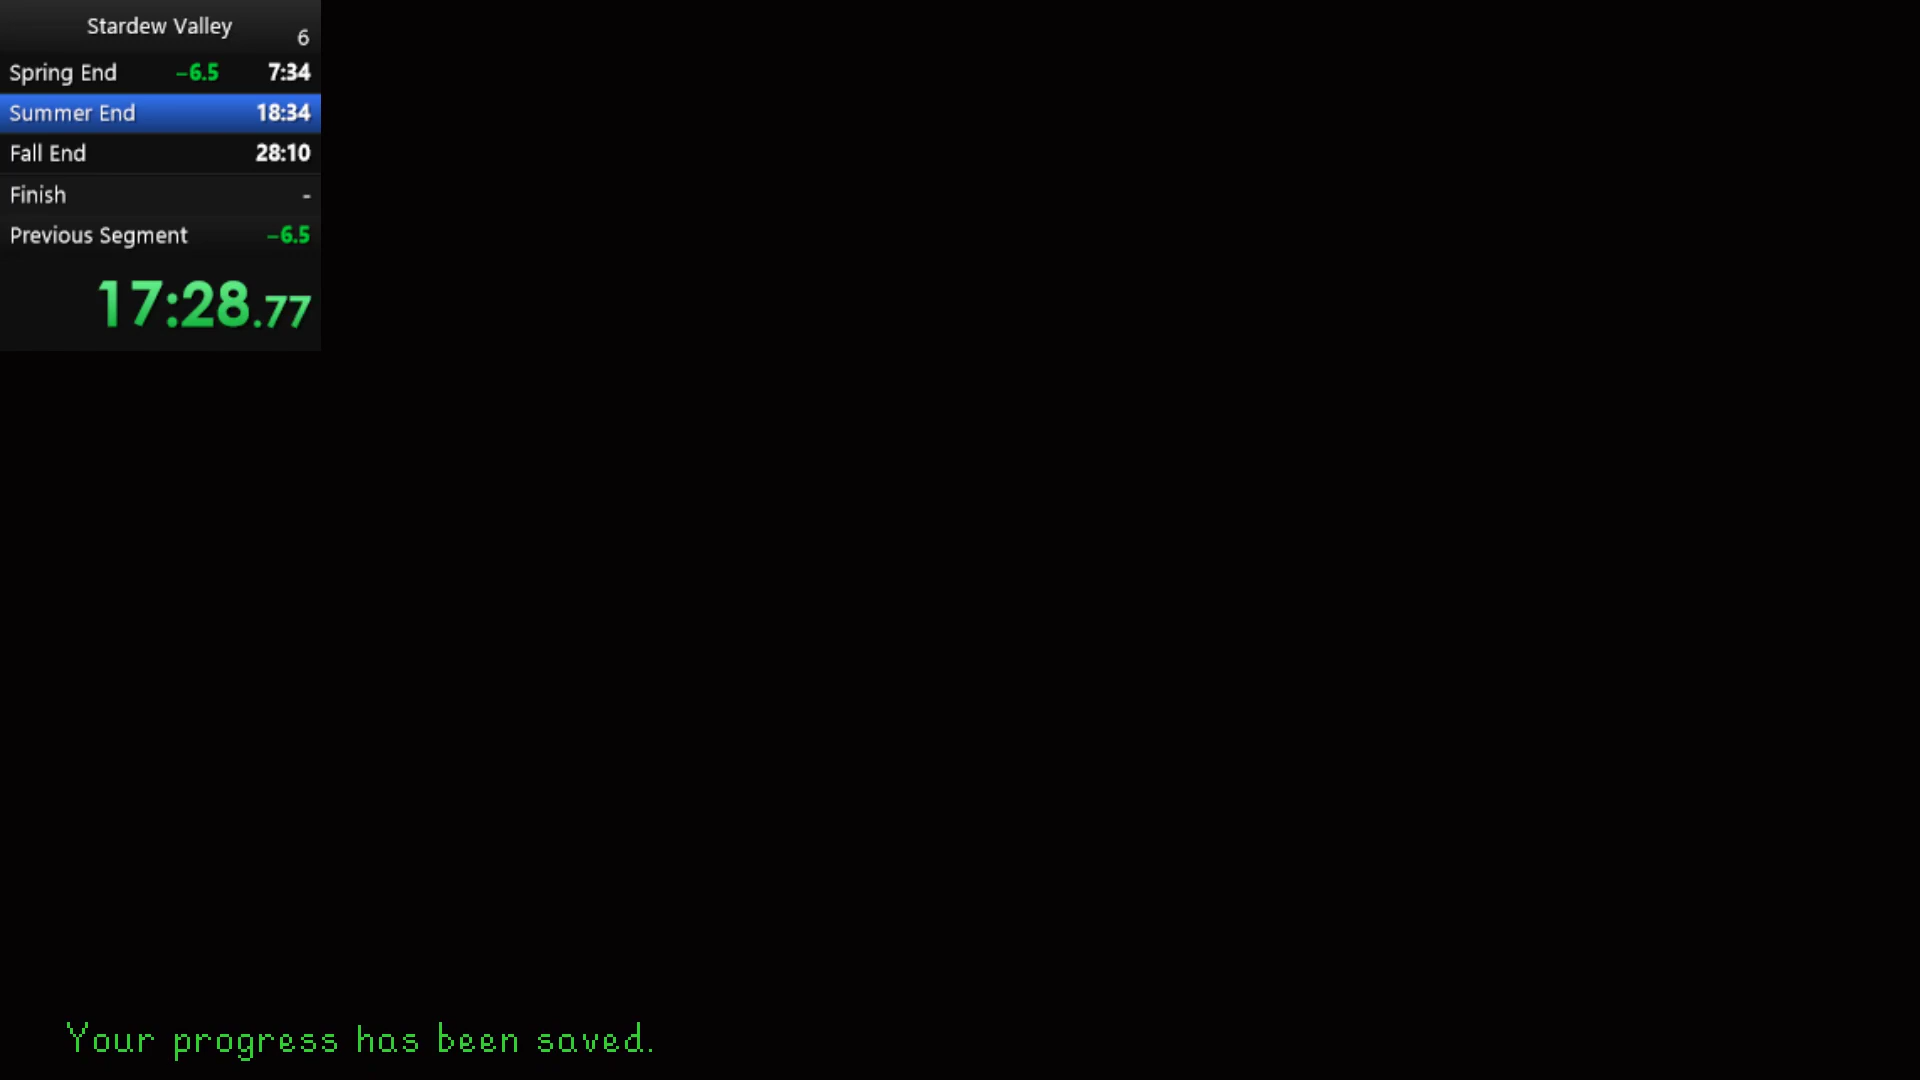 Stardew Valley
6
Spring End −6.5 7:34
Summer End 18:34
Fall End 28:10
Finish -
Previous Segment −6.5
17:28.77
Your progress has been saved.